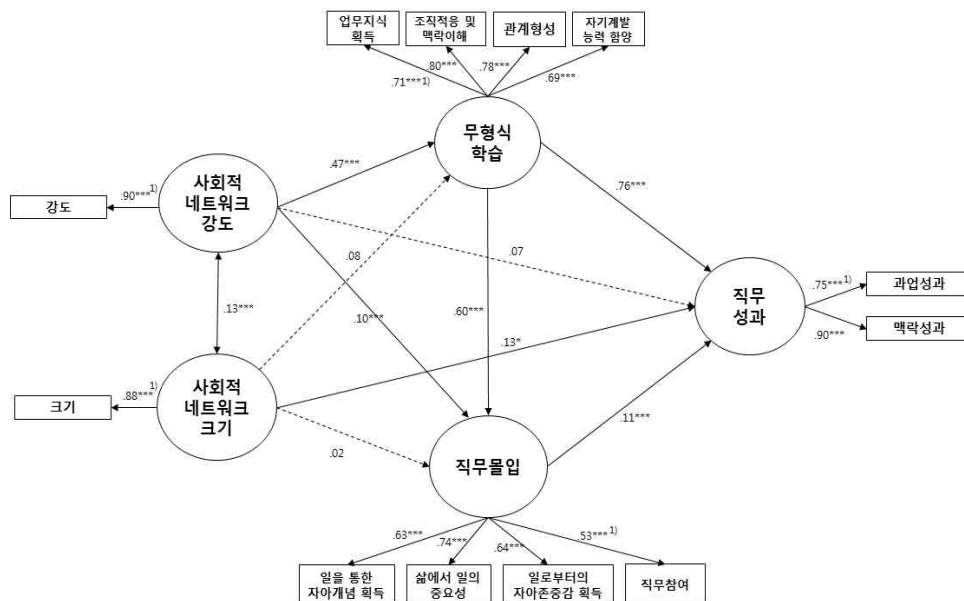 업무지식
획득
조직적응 및
맥락이해
관계형성
자기계발
능력 함양
.71***1)
.80***
.78***
.69***
무형식
학습
사회적
네트워크
강도
강도
.90***1)
.47***
.76***
.08
.07
.13***
.10***
.60***
.13*
직무
성과
.75***1)
과업성과
.90***
맥락성과
사회적
네트워크
크기
크기
.88***1)
.02
.11***
직무몰입
.63***
.74***
.64***
.53***1)
일을 통한
자아개념 획득
삶에서 일의
중요성
일로부터의
자아존중감 획득
직무참여